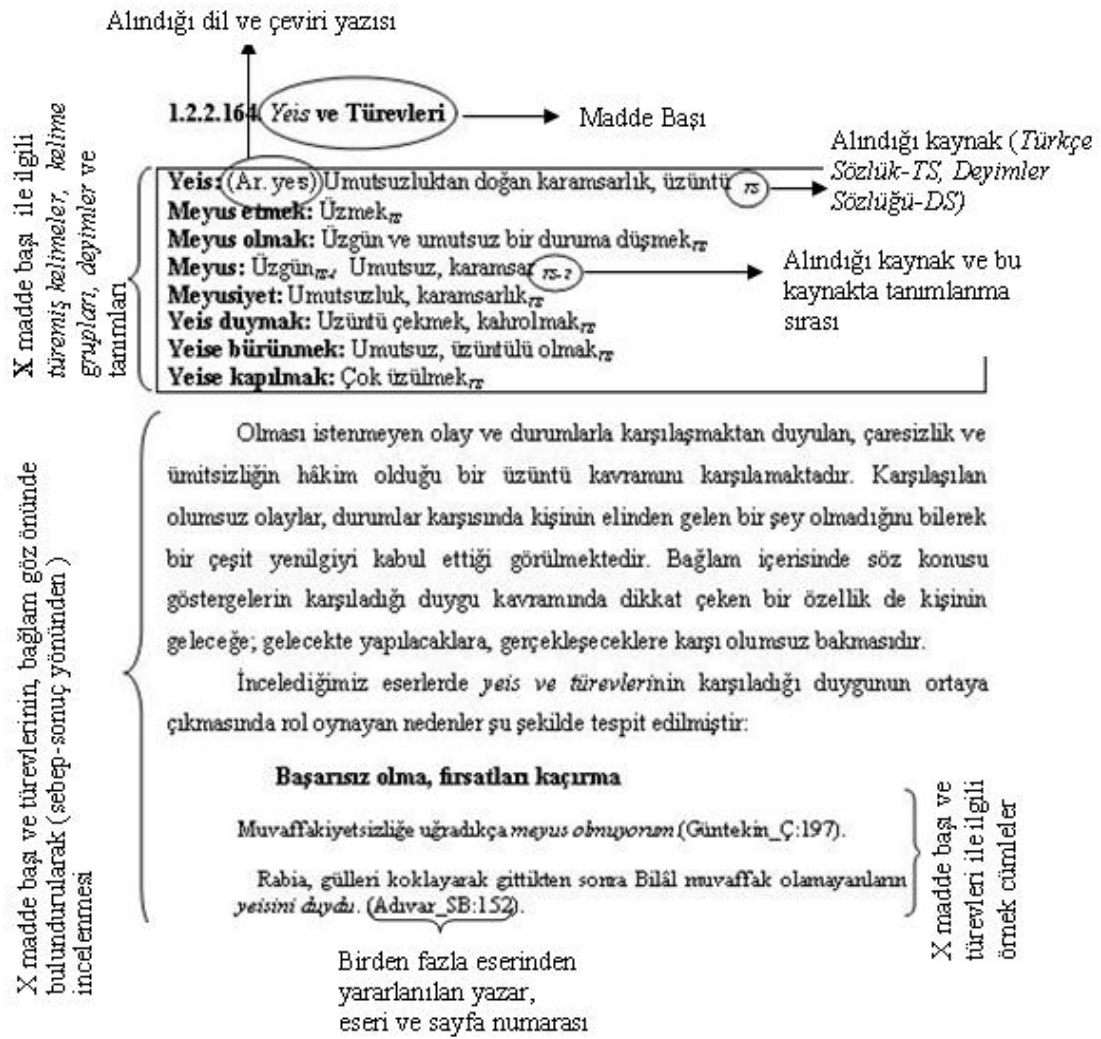 Alındığı dil ve çeviri yazısı
1.2.2.164. Yeis ve Türevleri
Madde Başı
X madde başı ile ilgili
türemiş kelimeler, kelime
grupları, deyimler ve
tanımları
Alındığı kaynak (Türkçe
Sözlük-TS, Deyimler
Sözlüğü-DS)
Yeis: (Ar. yes) Umutsuzluktan doğan karamsarlık, üzüntü TS
Meyus etmek: Üzmek TS
Meyus olmak: Üzgün ve umutsuz bir duruma düşmek TS
Meyus: Üzgün TS-1 Umutsuz, karamsar TS-2
Meyusiyet: Umutsuzluk, karamsarlık TS
Yeis duymak: Uzüntü çekmek, kahrolmak TS
Yeise bürünmek: Umutsuz, üzüntülü olmak TS
Yeise kapılmak: Çok üzülmek TS
Alındığı kaynak ve bu
kaynakta tanımlanma
sırası
X madde başı ve türevlerinin, bağlam göz önünde
bulundurularak (sebep-sonuç yönünden )
incelenmesi
Olması istenmeyen olay ve durumlarla karşılaşmaktan duyulan, çaresizlik ve
ümitsizliğin hâkim olduğu bir üzüntü kavramını karşılamaktadır. Karşılaşılan
olumsuz olaylar, durumlar karşısında kişinin elinden gelen bir şey olmadığını bilerek
bir çeşit yenilgiyi kabul ettiği görülmektedir. Bağlam içerisinde söz konusu
göstergelerin karşıladığı duygu kavramında dikkat çeken bir özellik de kişinin
geleceğe; gelecekte yapılacaklara, gerçekleşeceklere karşı olumsuz bakmasıdır.
İncelediğimiz eserlerde yeis ve türevlerinin karşıladığı duygunun ortaya
çıkmasında rol oynayan nedenler şu şekilde tespit edilmiştir:
Başarısız olma, fırsatları kaçırma
Muvaffakiyetsizliğe uğradıkça meyus olmuyorum (Güntekin_Ç:197).
Rabia, gülleri koklayarak gittikten sonra Bilâl muvaffak olamayanların
yeisini duydu. (Adıvar_SB:152).
X madde başı ve
türevleri ile ilgili
örnek cümleler
Birden fazla eserinden
yararlanılan yazar,
eseri ve sayfa numarası